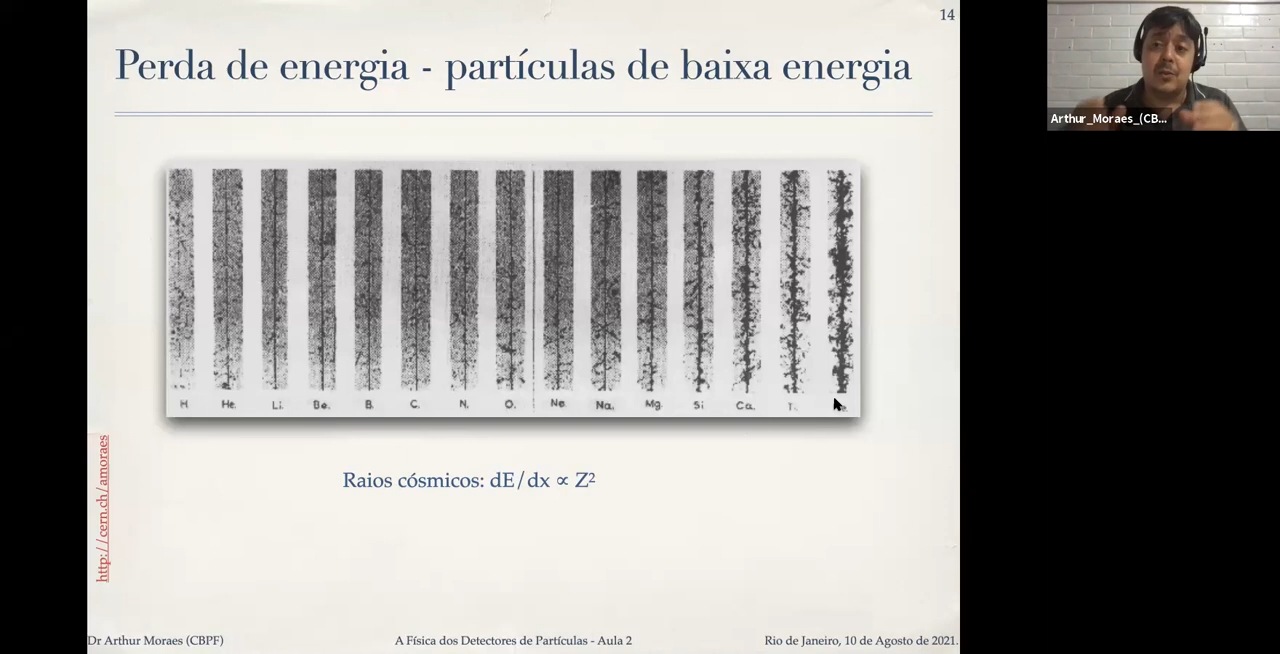 14
Perda de energia - partículas de baixa energia
Arthur_Moraes_(CB...
H. He. Li. Be. B. C. N. O. Ne Na. Mg. Si Ca. T.
http://cern.ch/amoraes
Raios cósmicos: dE/dx ∝ Z²
Dr Arthur Moraes (CBPF) A Física dos Detectores de Partículas - Aula 2 Rio de Janeiro, 10 de Agosto de 2021.